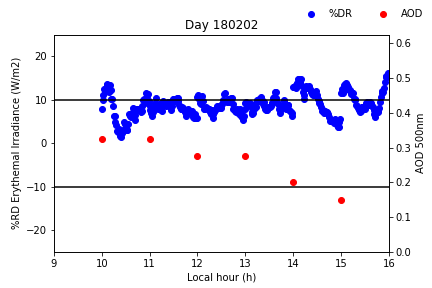 %DR AOD
Day 180202
%RD Erythemal Irradiance (W/m2)
20
10
0
−10
−20
AOD 500nm
0.6
0.5
0.4
0.3
0.2
0.1
0.0
9 10 11 12 13 14 15 16
Local hour (h)